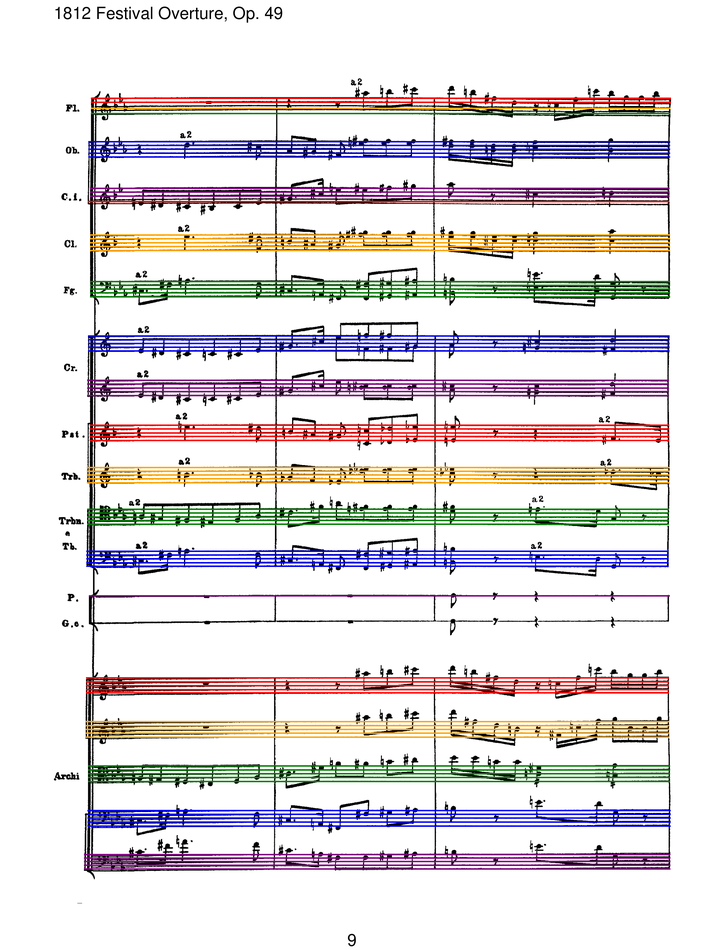 1812 Festival Overture, Op. 49
a2
Fl.
a2
Ob.
C.i.
a2
Cl.
a2
Fg.
a2
Cr.
a2
Pst.
a2
a2
Trb.
a2
a2
a2
Trbn.
e
Tb.
a2
a2
P.
G.c.
Archi
9